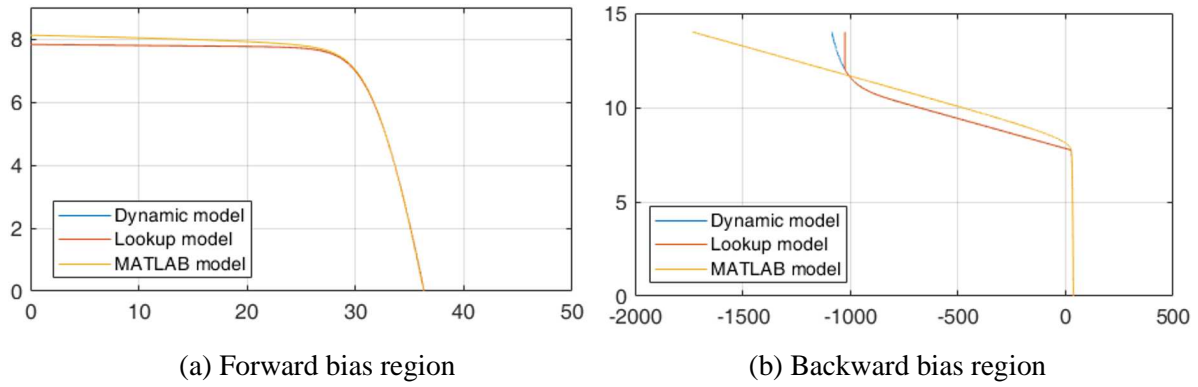 8
6
4
2
0
0 10 20 30 40 50
Dynamic model
Lookup model
MATLAB model
(a) Forward bias region
15
10
5
0
-2000 -1500 -1000 -500 0 500
Dynamic model
Lookup model
MATLAB model
(b) Backward bias region